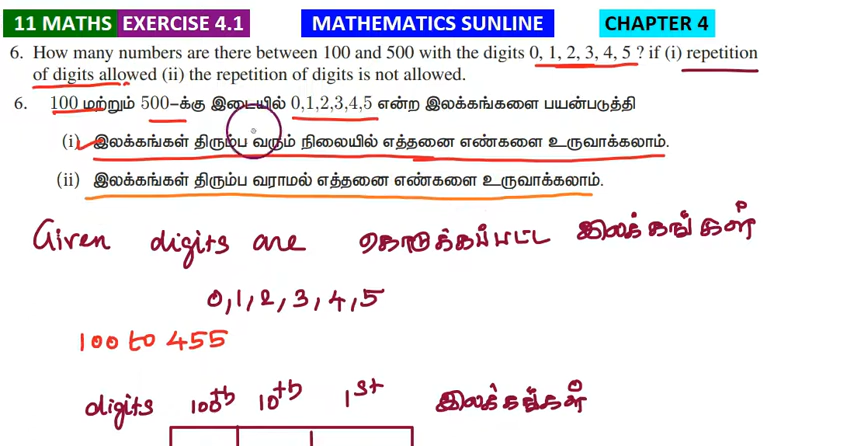 11 MATHS EXERCISE 4.1 MATHEMATICS SUNLINE CHAPTER 4
6. How many numbers are there between 100 and 500 with the digits 0, 1, 2, 3, 4, 5 ? if (i) repetition
of digits allowed (ii) the repetition of digits is not allowed.
6. 100 மற்றும் 500-க்கு இடையில் 0,1,2,3,4,5 என்ற இலக்கங்களை பயன்படுத்தி
(i) இலக்கங்கள் திரும்ப வரும் நிலையில் எத்தனை எண்களை உருவாக்கலாம்.
(ii) இலக்கங்கள் திரும்ப வராமல் எத்தனை எண்களை உருவாக்கலாம்.
Given digits are கொடுக்கப்பட்ட இலக்கங்கள்
0, 1, 2, 3, 4, 5
100 to 455
digits 100th 10th 1st இலக்கங்கள்